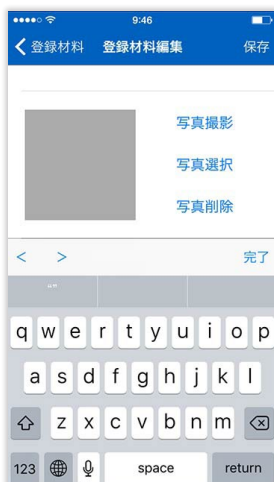 9:46
登録材料 登録材料編集 保存
写真撮影
写真選択
写真削除
< > 完了
“”
q w e r t y u i o p
a s d f g h j k l
z x c v b n m
123 space return